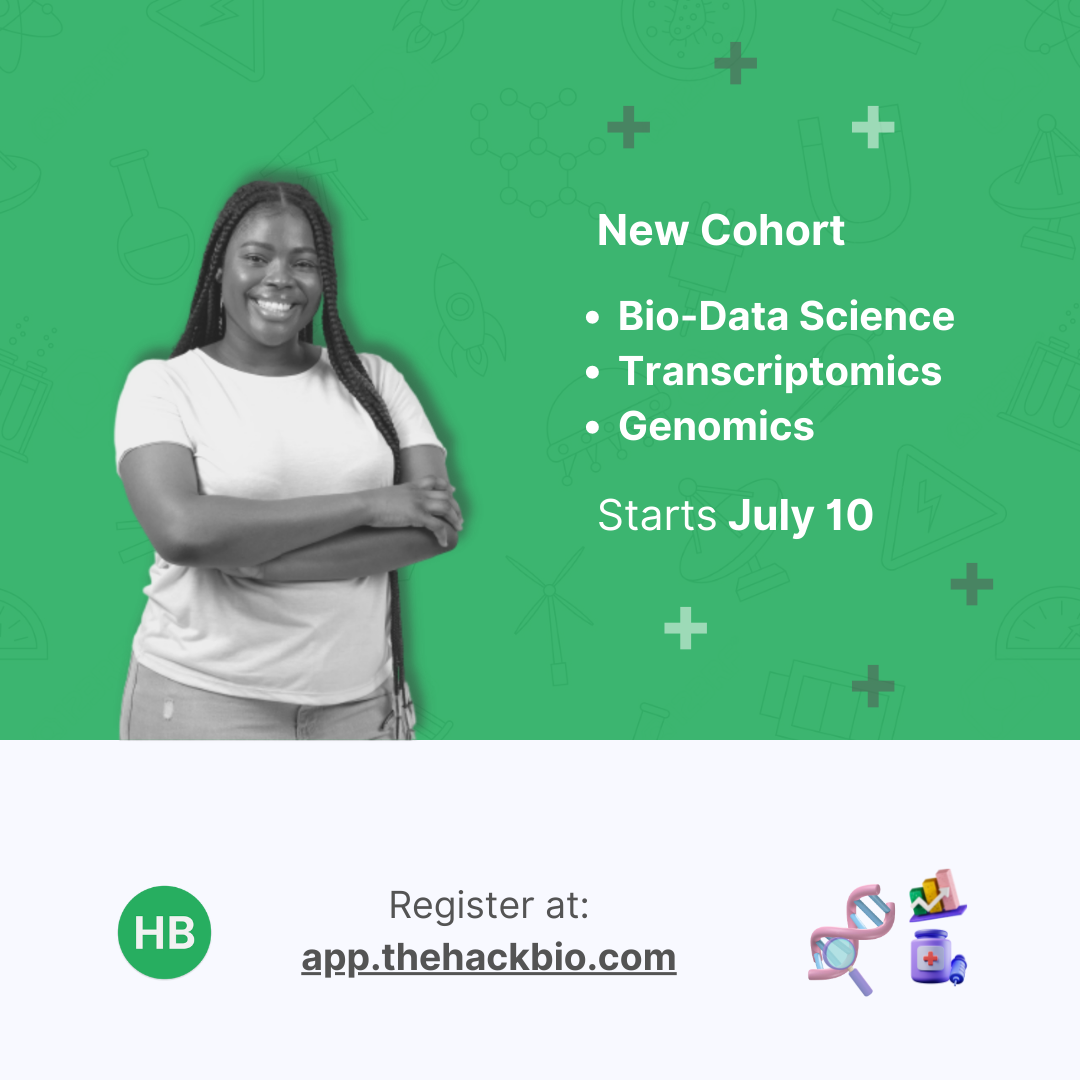 New Cohort
• Bio-Data Science
• Transcriptomics
• Genomics
Starts July 10
HB
Register at:
app.thehackbio.com